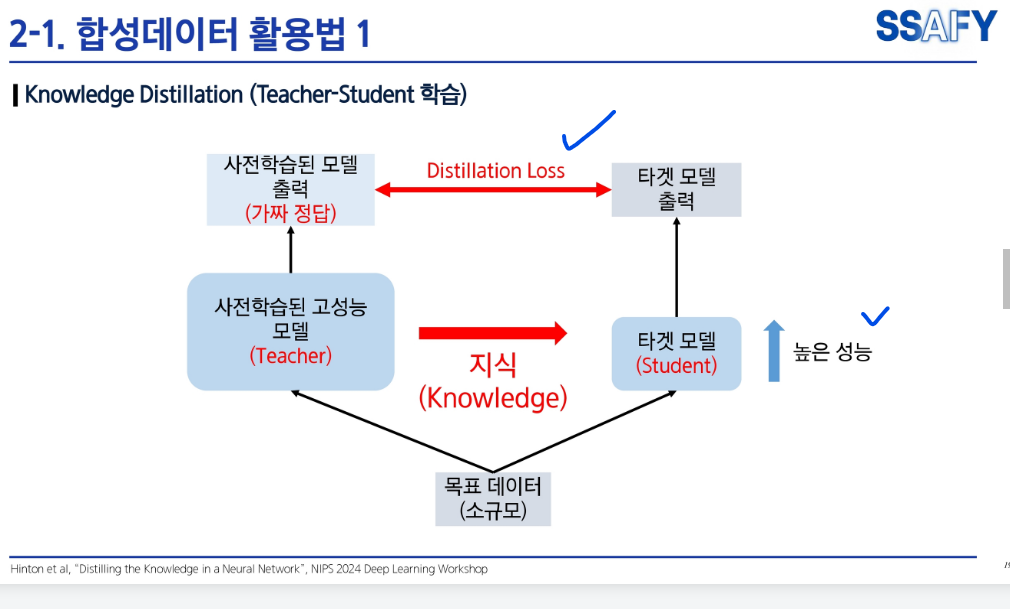 2-1. 합성데이터 활용법 1
SSAFY
Knowledge Distillation (Teacher-Student 학습)
사전학습된 모델
출력
(가짜 정답)
Distillation Loss
타겟 모델
출력
사전학습된 고성능
모델
(Teacher)
지식
(Knowledge)
타겟 모델
(Student)
높은 성능
목표 데이터
(소규모)
Hinton et al, "Distilling the Knowledge in a Neural Network", NIPS 2024 Deep Learning Workshop